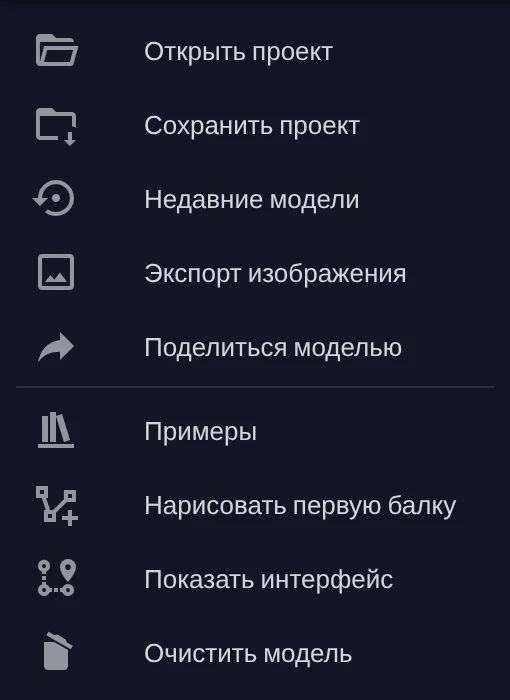 Открыть проект
Сохранить проект
Недавние модели
Экспорт изображения
Поделиться моделью
Примеры
Нарисовать первую балку
Показать интерфейс
Очистить модель